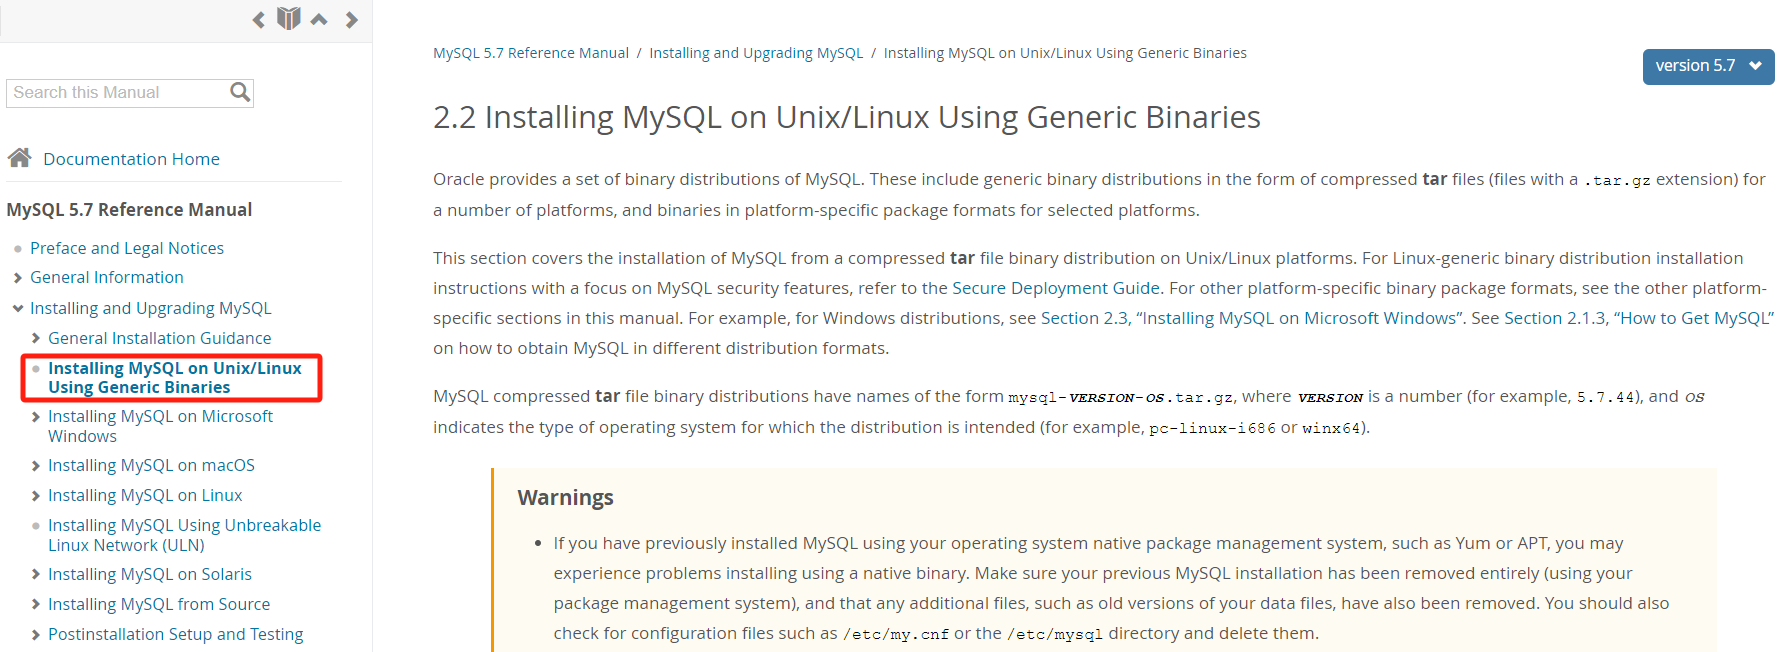 Search this Manual
Documentation Home
MySQL 5.7 Reference Manual
Preface and Legal Notices
General Information
Installing and Upgrading MySQL
General Installation Guidance
Installing MySQL on Unix/Linux
Using Generic Binaries
Installing MySQL on Microsoft
Windows
Installing MySQL on macOS
Installing MySQL on Linux
Installing MySQL Using Unbreakable
Linux Network (ULN)
Installing MySQL on Solaris
Installing MySQL from Source
Postinstallation Setup and Testing
MySQL 5.7 Reference Manual / Installing and Upgrading MySQL / Installing MySQL on Unix/Linux Using Generic Binaries
version 5.7
2.2 Installing MySQL on Unix/Linux Using Generic Binaries
Oracle provides a set of binary distributions of MySQL. These include generic binary distributions in the form of compressed tar files (files with a .tar.gz extension) for
a number of platforms, and binaries in platform-specific package formats for selected platforms.
This section covers the installation of MySQL from a compressed tar file binary distribution on Unix/Linux platforms. For Linux-generic binary distribution installation
instructions with a focus on MySQL security features, refer to the Secure Deployment Guide. For other platform-specific binary package formats, see the other platform-
specific sections in this manual. For example, for Windows distributions, see Section 2.3, “Installing MySQL on Microsoft Windows”. See Section 2.1.3, “How to Get MySQL”
on how to obtain MySQL in different distribution formats.
MySQL compressed tar file binary distributions have names of the form mysql-VERSION-OS.tar.gz, where VERSION is a number (for example, 5.7.44), and OS
indicates the type of operating system for which the distribution is intended (for example, pc-linux-i686 or winx64).
Warnings
• If you have previously installed MySQL using your operating system native package management system, such as Yum or APT, you may
experience problems installing using a native binary. Make sure your previous MySQL installation has been removed entirely (using your
package management system), and that any additional files, such as old versions of your data files, have also been removed. You should also
check for configuration files such as /etc/my.cnf or the /etc/mysql directory and delete them.